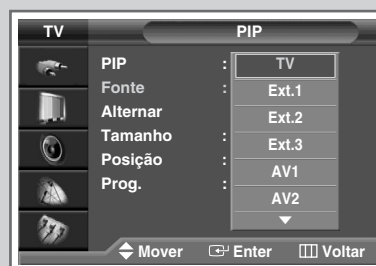 TV PIP
PIP : TV
Fonte : Ext.1
Alternar Ext.2
Tamanho : Ext.3
Posição : AV1
Prog. : AV2
Mover Enter Voltar